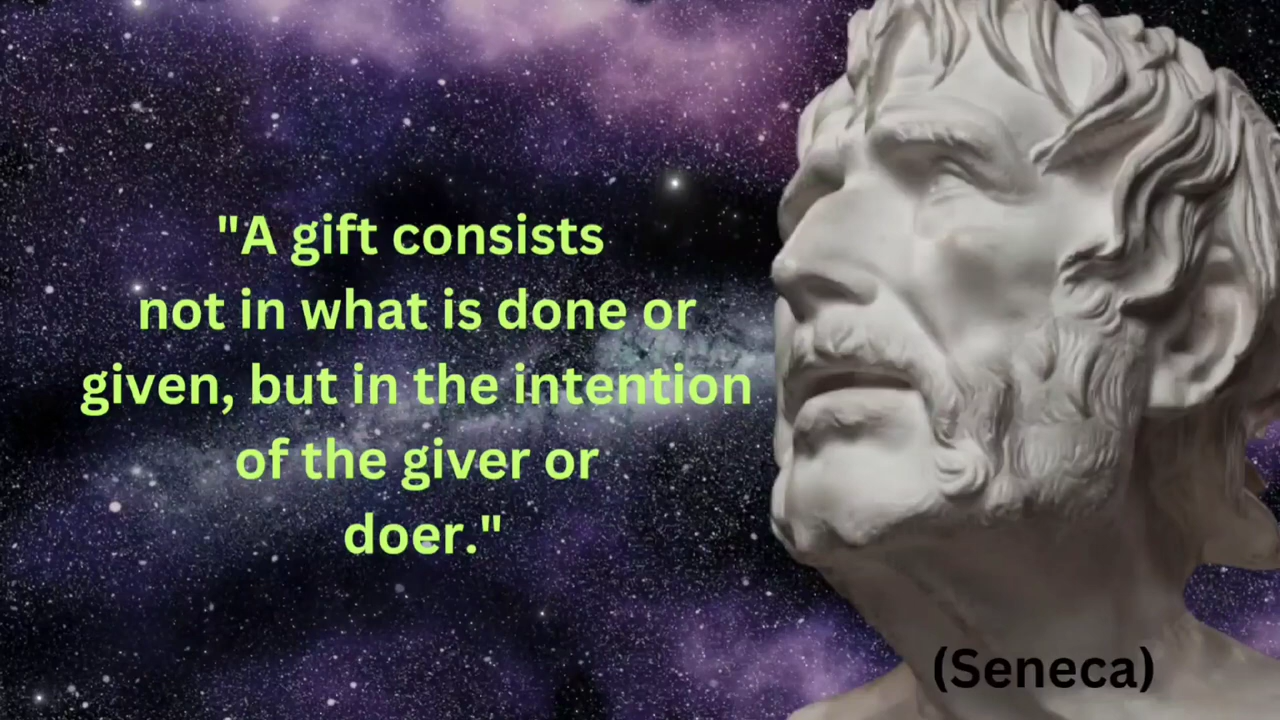 "A gift consists
not in what is done or
given, but in the intention
of the giver or
doer."
(Seneca)